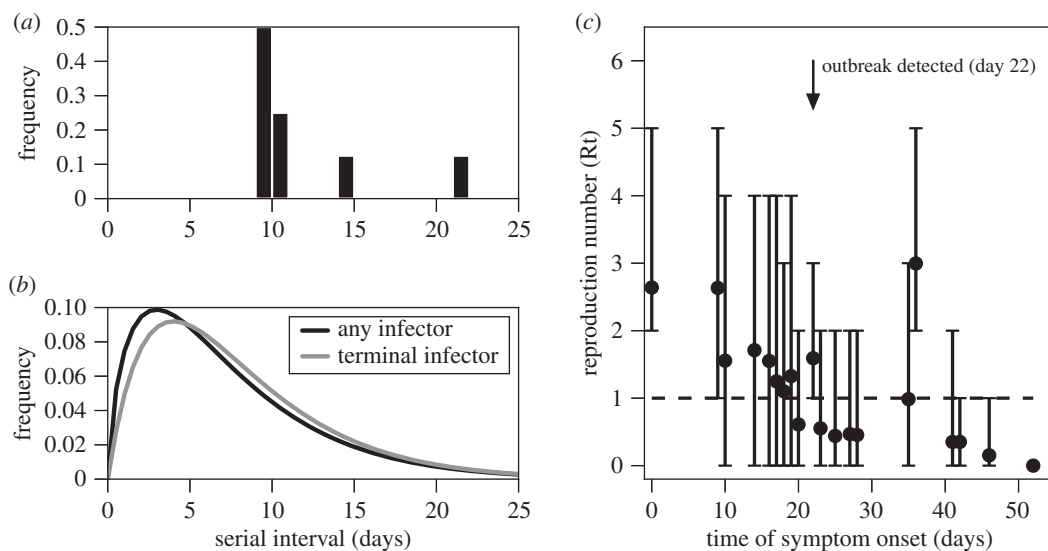 (a)
0.5
0.4
0.3
0.2
0.1
0
frequency
0 5 10 15 20 25
(b)
0.10
0.08
0.06
0.04
0.02
0.00
frequency
any infector
terminal infector
0 5 10 15 20 25
serial interval (days)
(c)
outbreak detected (day 22)
6
5
4
3
2
1
0
reproduction number (Rt)
0 10 20 30 40 50
time of symptom onset (days)